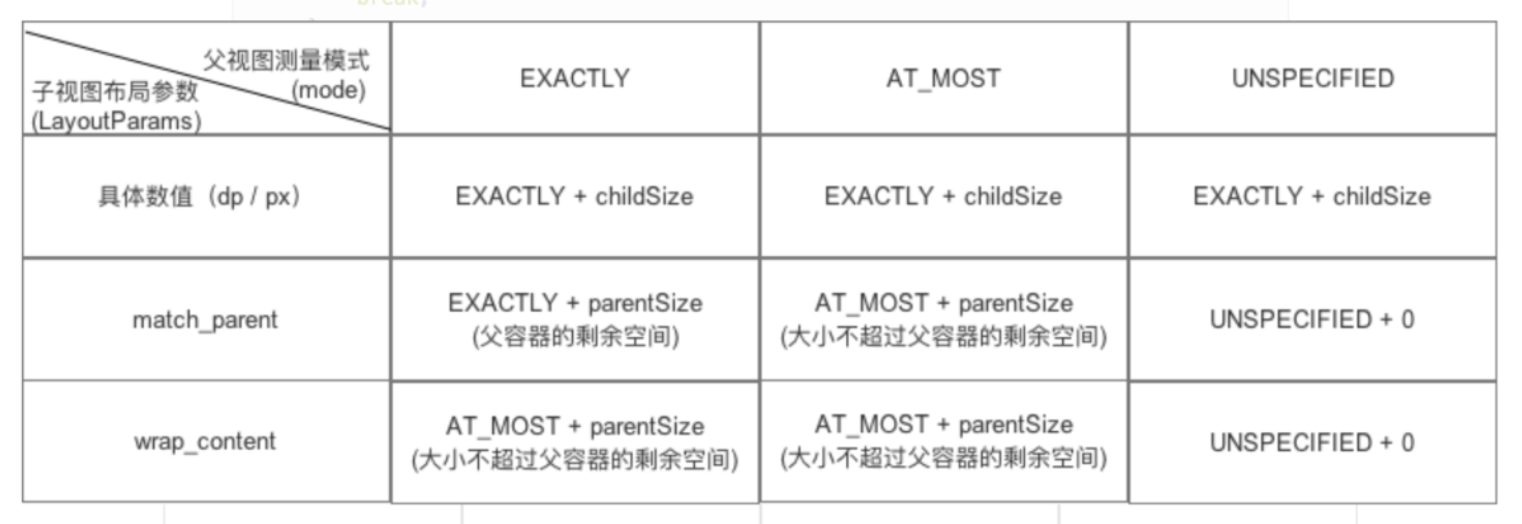 break;
父视图测量模式
(mode)
子视图布局参数
(LayoutParams)
EXACTLY
AT_MOST
UNSPECIFIED
具体数值（dp / px）
EXACTLY + childSize
EXACTLY + childSize
EXACTLY + childSize
match_parent
EXACTLY + parentSize
(父容器的剩余空间)
AT_MOST + parentSize
(大小不超过父容器的剩余空间)
UNSPECIFIED + 0
wrap_content
AT_MOST + parentSize
(大小不超过父容器的剩余空间)
AT_MOST + parentSize
(大小不超过父容器的剩余空间)
UNSPECIFIED + 0